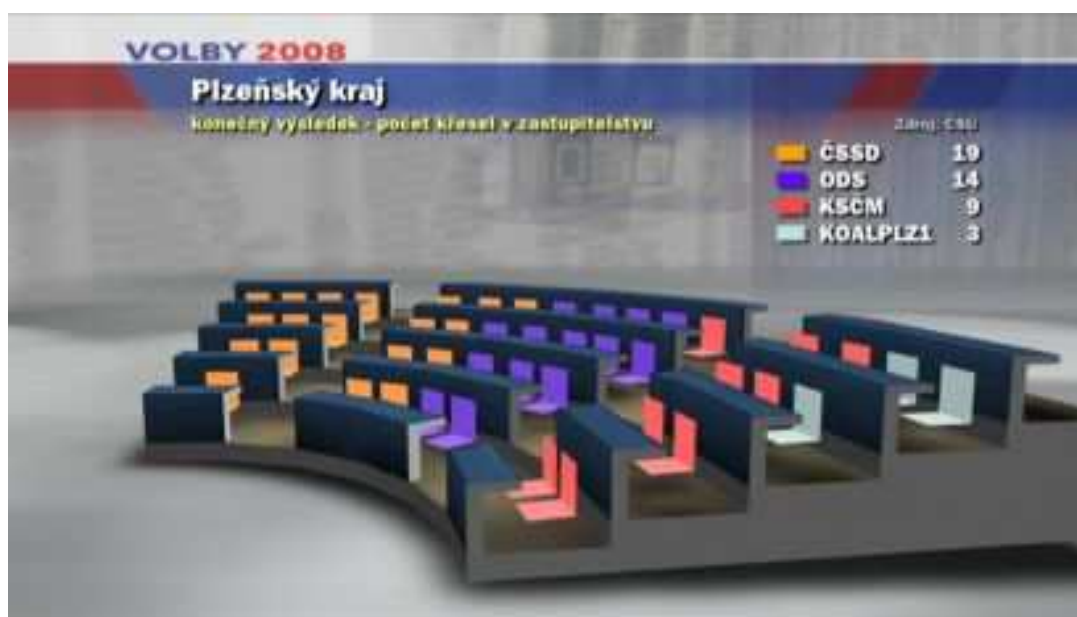 VOLBY 2008
Plzeňský kraj
konečný výsledek - počet křesel v zastupitelstvu
Zdroj: ČSÚ
ČSSD 19
ODS 14
KSČM 9
KOALPLZ1 3